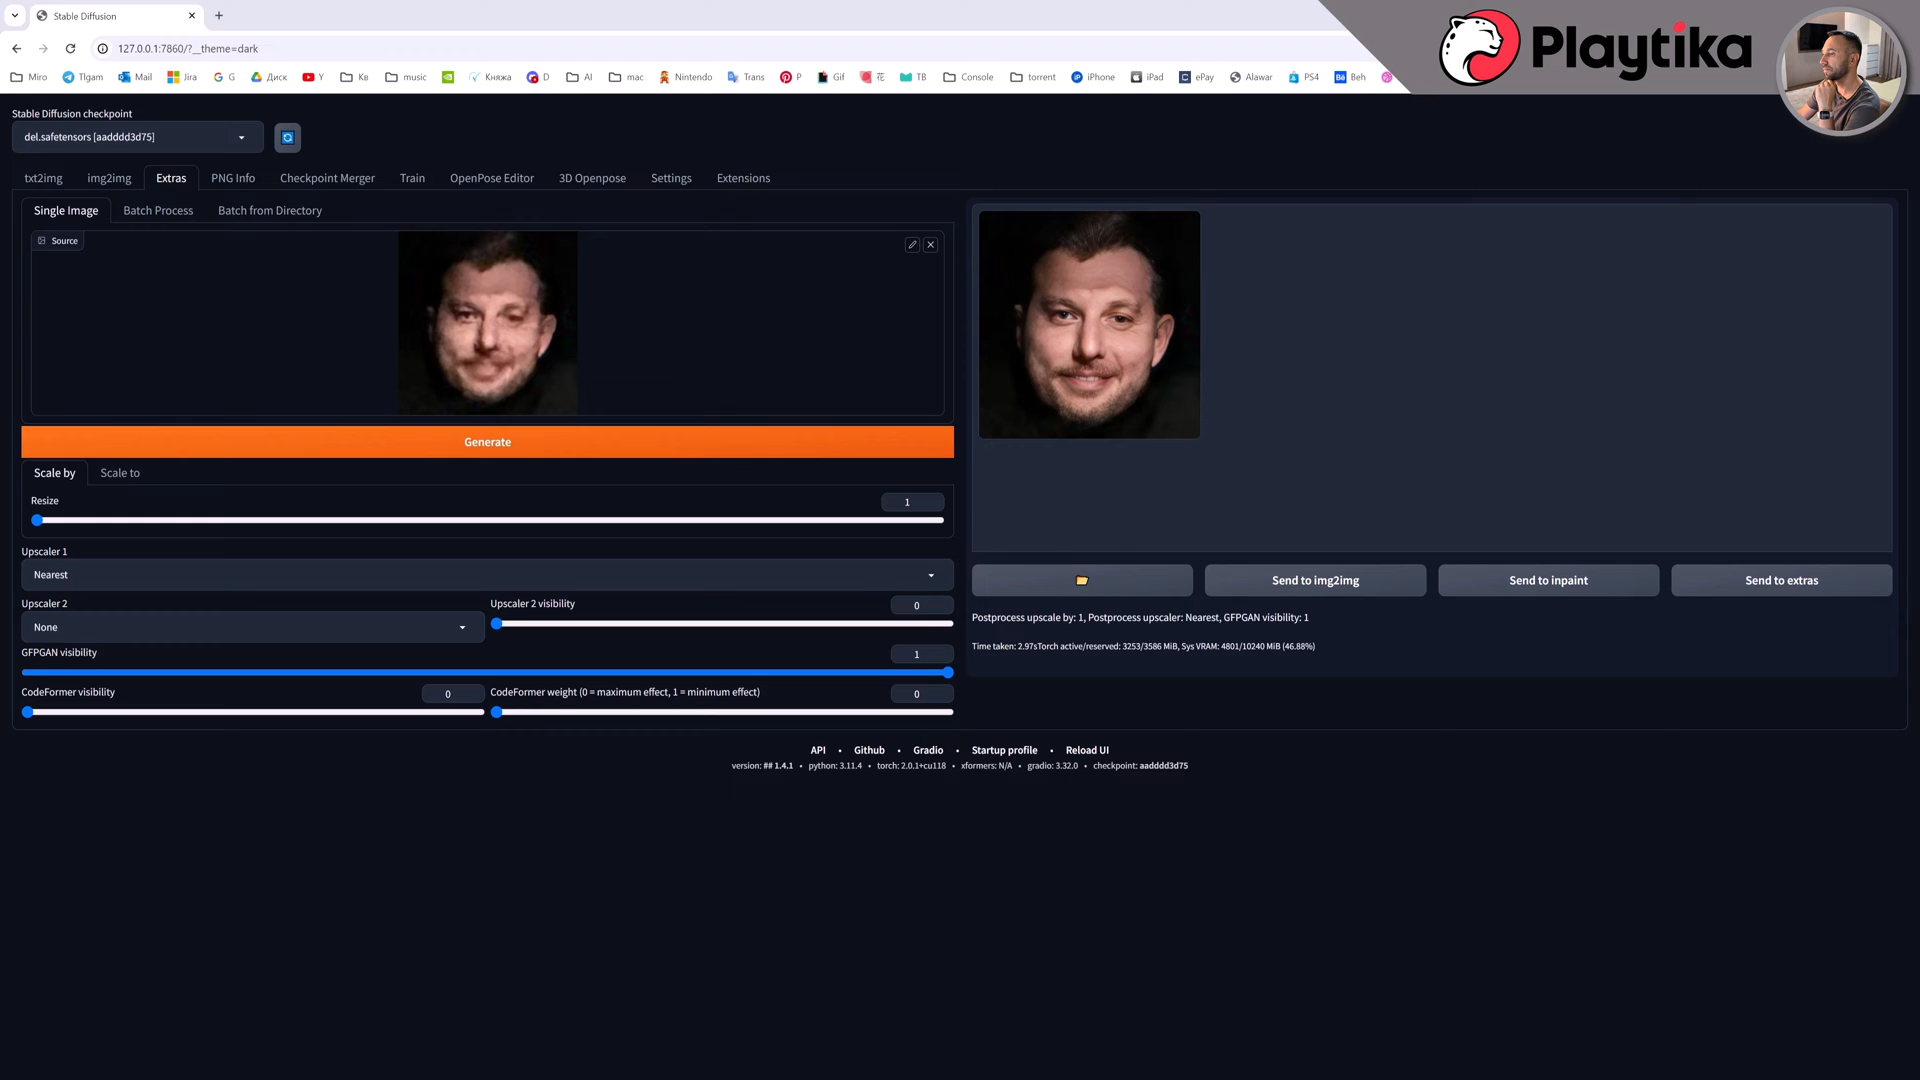 Stable Diffusion
127.0.0.1:7860/?__theme=dark
Miro Tlgam Mail Jira G Диск Y Кв music Княжа D AI mac Nintendo Trans P Gif 花 TB Console torrent iPhone iPad ePay Alawar PS4 Beh
Playtika
Stable Diffusion checkpoint
del.safetensors [aadddd3d75]
txt2img img2img Extras PNG Info Checkpoint Merger Train OpenPose Editor 3D Openpose Settings Extensions
Single Image Batch Process Batch from Directory
Source
Generate
Scale by Scale to
Resize 1
Upscaler 1
Nearest
Upscaler 2 Upscaler 2 visibility 0
None
GFPGAN visibility 1
CodeFormer visibility 0 CodeFormer weight (0 = maximum effect, 1 = minimum effect) 0
Send to img2img Send to inpaint Send to extras
Postprocess upscale by: 1, Postprocess upscaler: Nearest, GFPGAN visibility: 1
Time taken: 2.97sTorch active/reserved: 3253/3586 MiB, Sys VRAM: 4801/10240 MiB (46.88%)
API • Github • Gradio • Startup profile • Reload UI
version: ## 1.4.1 • python: 3.11.4 • torch: 2.0.1+cu118 • xformers: N/A • gradio: 3.32.0 • checkpoint: aadddd3d75